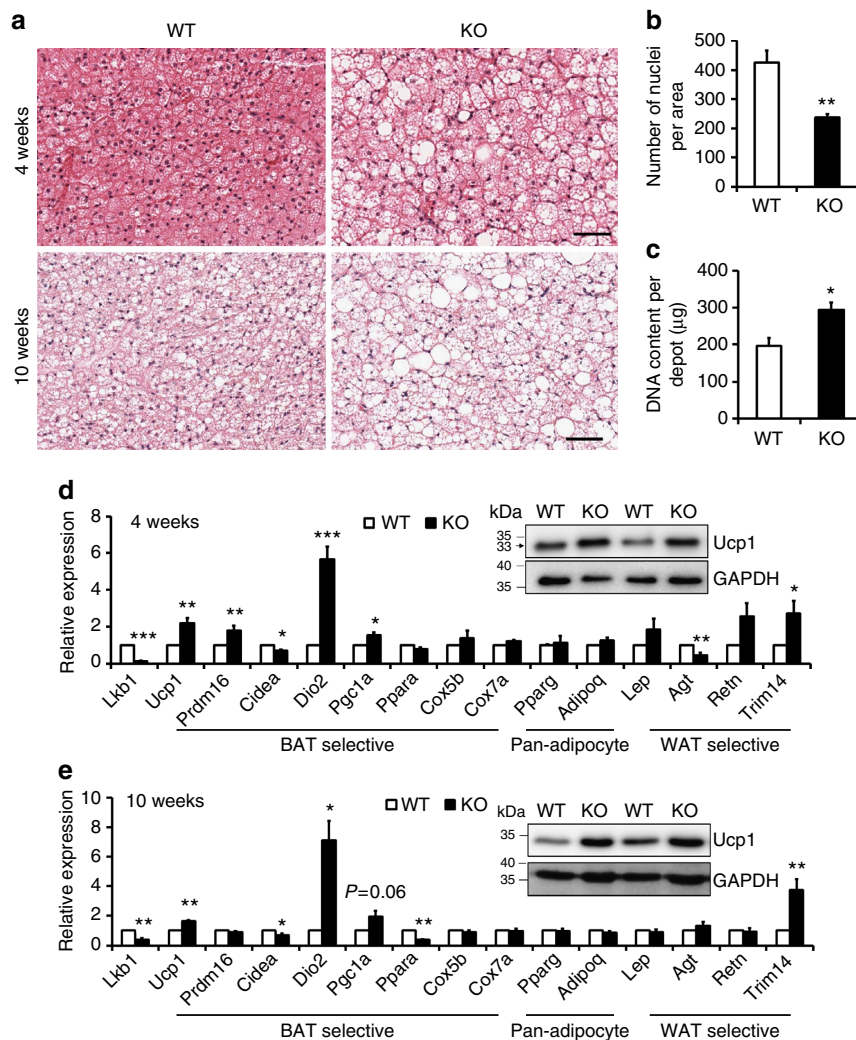 a
WT
KO
4 weeks
10 weeks
b
Number of nuclei
per area
500
400
300
200
100
0
**
WT
KO
c
DNA content per
depot (µg)
400
300
200
100
0
*
WT
KO
d
Relative expression
8
6
4
2
0
4 weeks
WT
KO
***
**
**
*
***
*
**
*
kDa
WT KO WT KO
35
33
Ucp1
40
35
GAPDH
Lkb1
Ucp1
Prdm16
Cidea
Dio2
Pgc1a
Ppara
Cox5b
Cox7a
Pparg
Adipoq
Lep
Agt
Retn
Trim14
BAT selective
Pan-adipocyte
WAT selective
e
Relative expression
10
8
6
4
2
0
10 weeks
WT
KO
**
**
*
*
P=0.06
**
**
kDa
WT KO WT KO
35
Ucp1
40
35
GAPDH
Lkb1
Ucp1
Prdm16
Cidea
Dio2
Pgc1a
Ppara
Cox5b
Cox7a
Pparg
Adipoq
Lep
Agt
Retn
Trim14
BAT selective
Pan-adipocyte
WAT selective